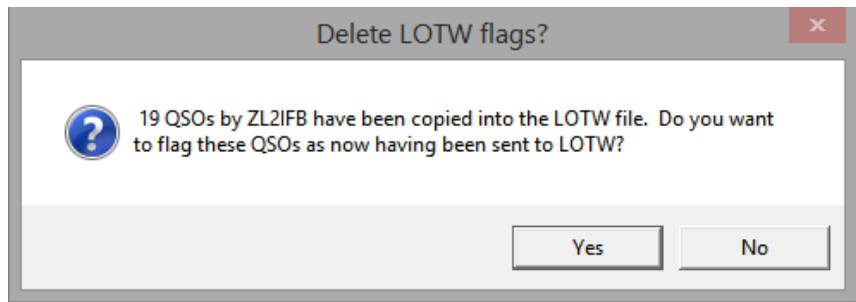 Delete LOTW flags?
19 QSOs by ZL2IFB have been copied into the LOTW file.  Do you want
to flag these QSOs as now having been sent to LOTW?
Yes No